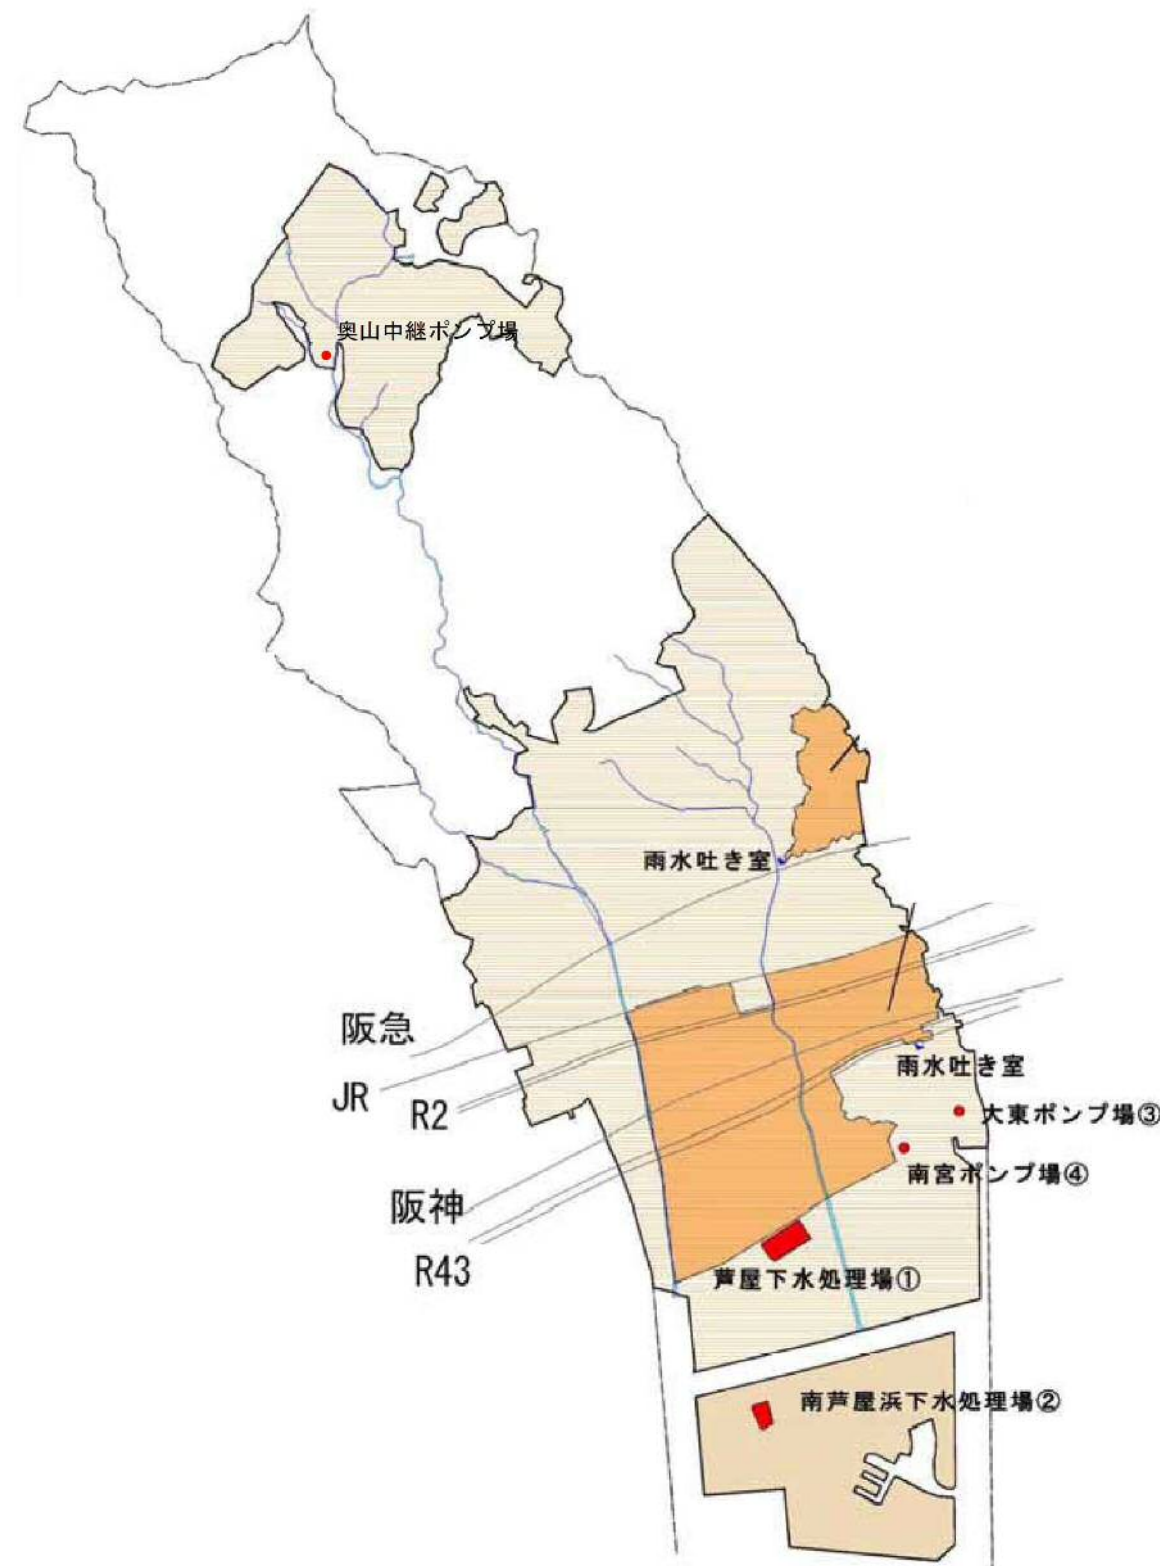 奥山中継ポンプ場
雨水吐き室
阪急
JR
R2
雨水吐き室
大東ポンプ場③
南宮ポンプ場④
阪神
R43
芦屋下水処理場①
南芦屋浜下水処理場②